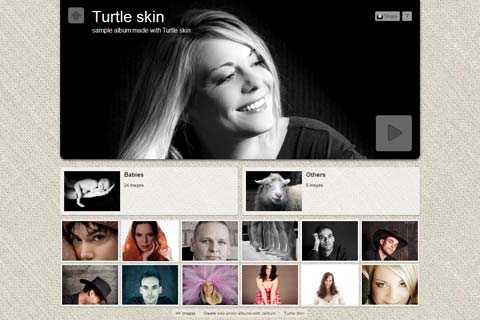 Turtle skin
sample album made with Turtle skin
Share
?
Babies
24 images
Others
8 images
44 images Create web photo albums with Jalbum Turtle Skin